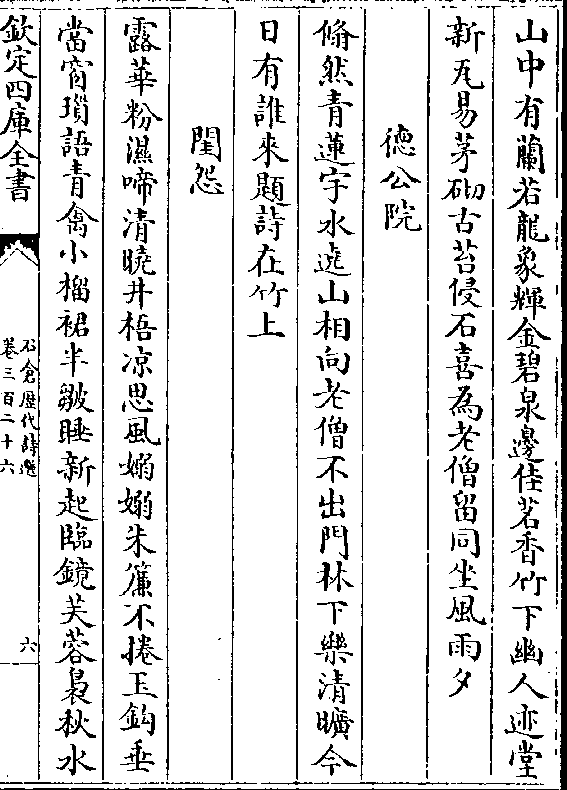 山中有蘭若龍象輝金碧泉邊佳茗香竹下幽人迹堂
新瓦易茅砌古苔侵石喜為老僧留同坐風雨夕
德公院
翛然青蓮宇水遶山相向老僧不出門林下樂清曠今
日有誰來題詩在竹上
閨怨
露華粉濕啼清曉井梧凉思風嫋嫋朱簾不捲玉鈎垂
當窗瑣語青禽小榴裙半皺睡新起臨鏡芙蓉裊秋水
欽定四庫全書
石倉歷代詩選
卷三百二十六
六